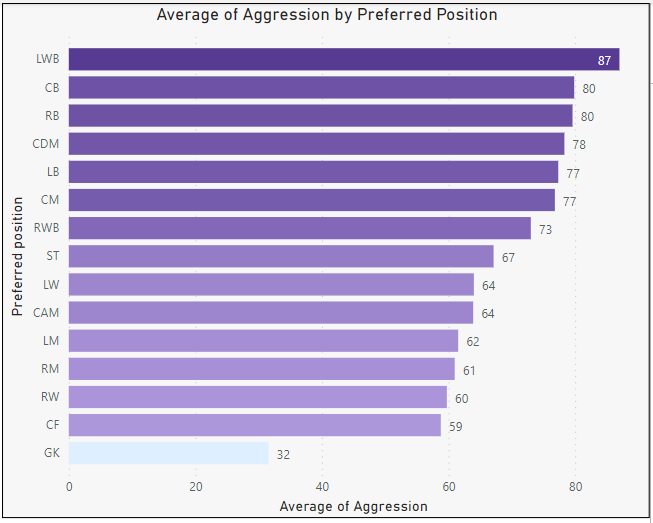 Average of Aggression by Preferred Position
Preferred position
LWB 87
CB 80
RB 80
CDM 78
LB 77
CM 77
RWB 73
ST 67
LW 64
CAM 64
LM 62
RM 61
RW 60
CF 59
GK 32
0 20 40 60 80
Average of Aggression